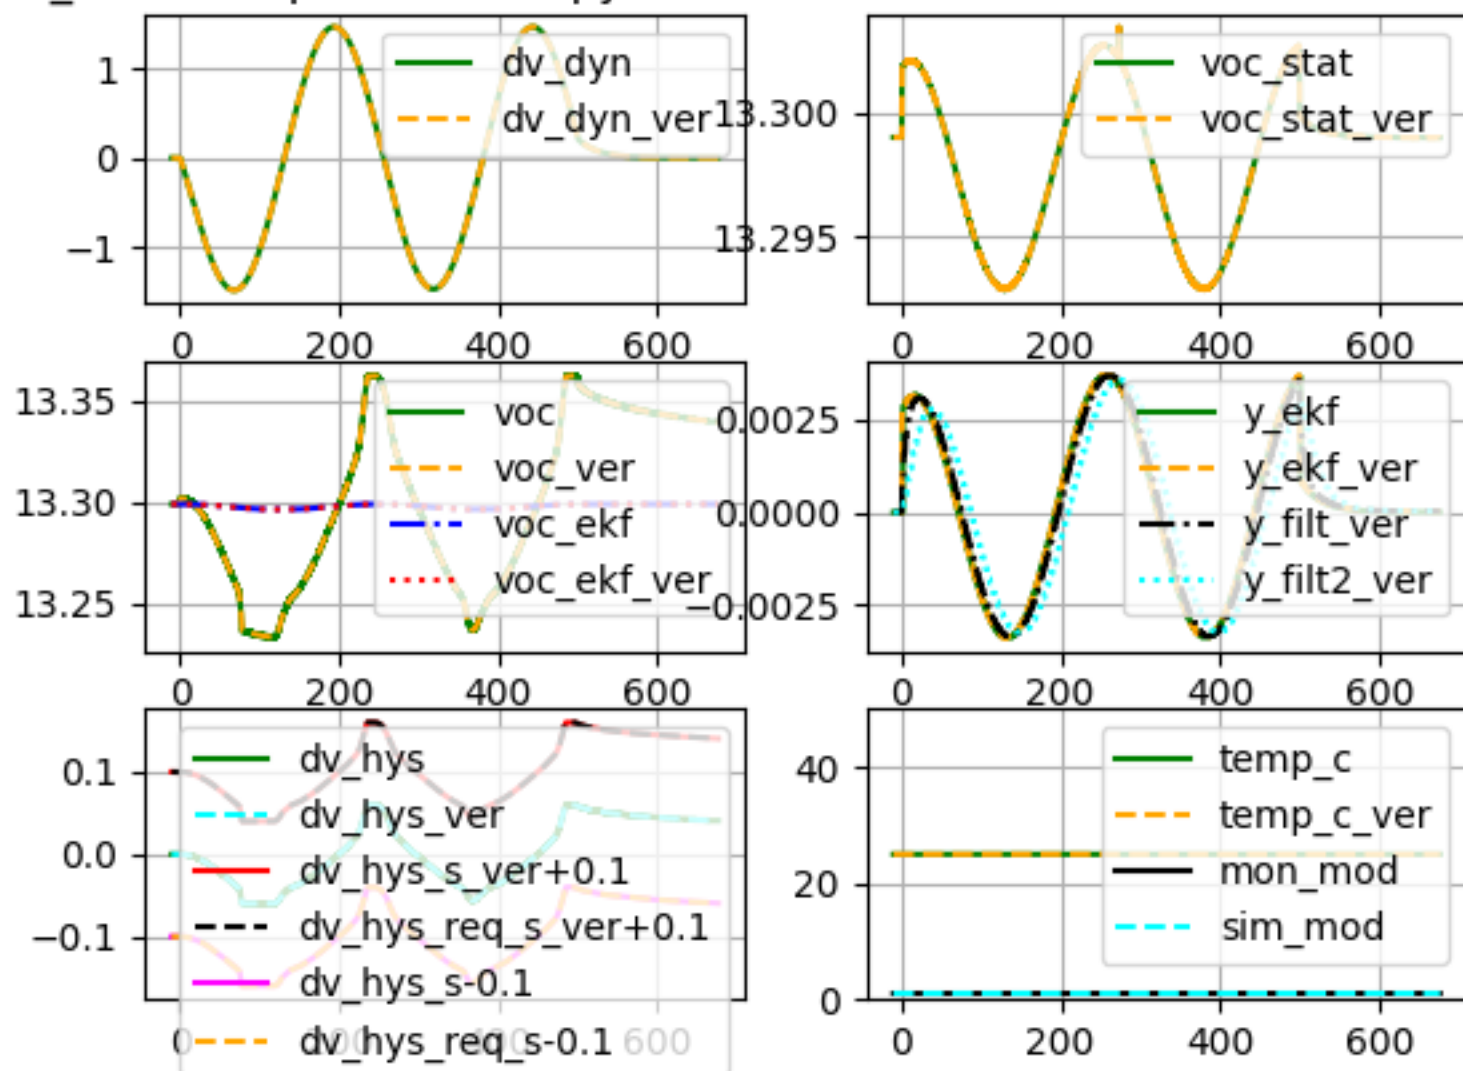 1
0
−1
dv_dyn
dv_dyn_ver
0 200 400 600
13.300
13.295
voc_stat
voc_stat_ver
0 200 400 600
13.35
13.30
13.25
voc
voc_ver
voc_ekf
voc_ekf_ver
0 200 400 600
0.0025
0.0000
−0.0025
y_ekf
y_ekf_ver
y_filt_ver
y_filt2_ver
0 200 400 600
0.1
0.0
−0.1
dv_hys
dv_hys_ver
dv_hys_s_ver+0.1
dv_hys_req_s_ver+0.1
dv_hys_s-0.1
dv_hys_req_s-0.1
0 200 400 600
40
20
0
temp_c
temp_c_ver
mon_mod
sim_mod
0 200 400 600